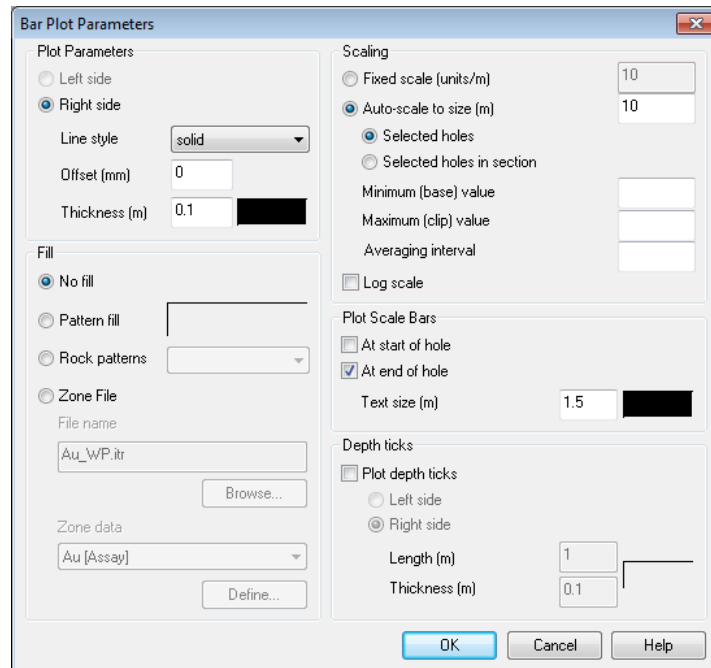 Bar Plot Parameters
Plot Parameters
Left side
Right side
Line style solid
Offset (mm) 0
Thickness (m) 0.1
Fill
No fill
Pattern fill
Rock patterns
Zone File
File name
Au_WP.itr
Browse...
Zone data
Au [Assay]
Define...
Scaling
Fixed scale (units/m) 10
Auto-scale to size (m) 10
Selected holes
Selected holes in section
Minimum (base) value
Maximum (clip) value
Averaging interval
Log scale
Plot Scale Bars
At start of hole
At end of hole
Text size (m) 1.5
Depth ticks
Plot depth ticks
Left side
Right side
Length (m) 1
Thickness (m) 0.1
OK Cancel Help